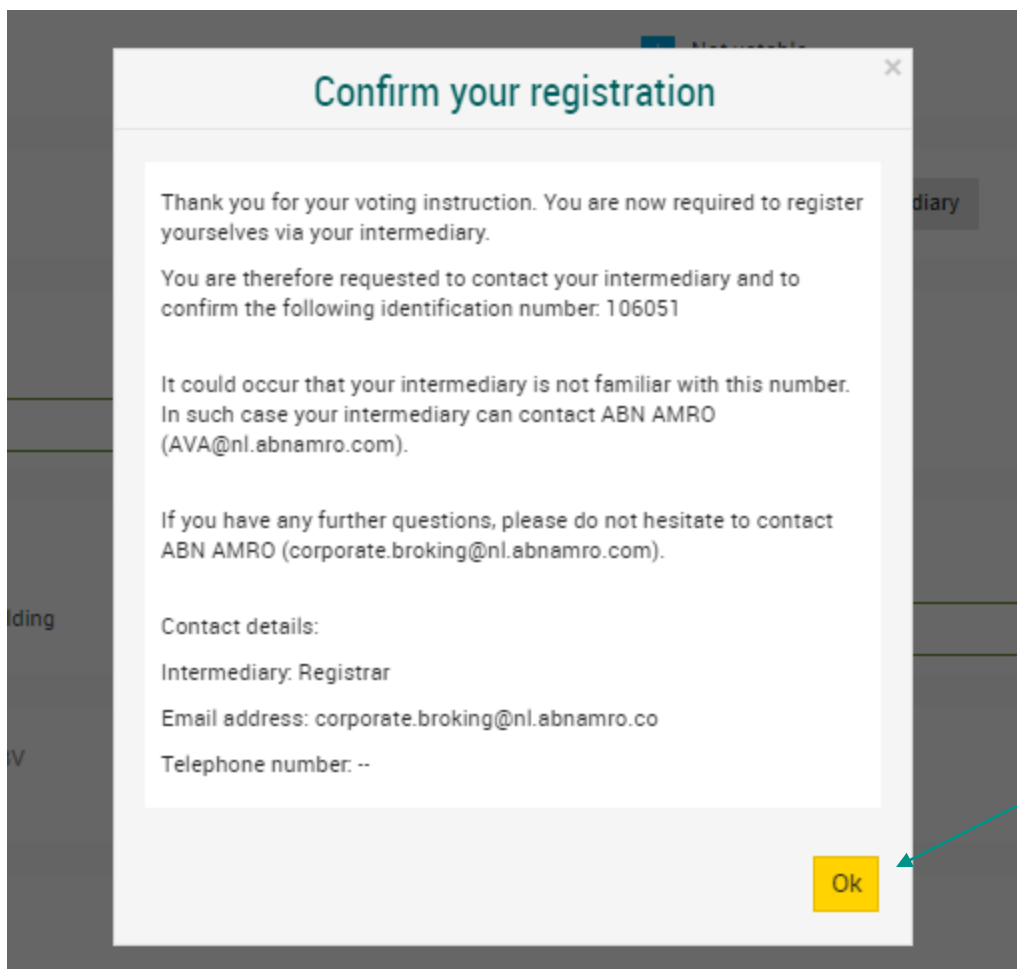 Not votable
×
Confirm your registration
Thank you for your voting instruction. You are now required to register
yourselves via your intermediary.
diary
You are therefore requested to contact your intermediary and to
confirm the following identification number: 106051
It could occur that your intermediary is not familiar with this number.
In such case your intermediary can contact ABN AMRO
(AVA@nl.abnamro.com).
If you have any further questions, please do not hesitate to contact
ABN AMRO (corporate.broking@nl.abnamro.com).
lding
Contact details:
Intermediary: Registrar
Email address: corporate.broking@nl.abnamro.co
BV
Telephone number: --
Ok